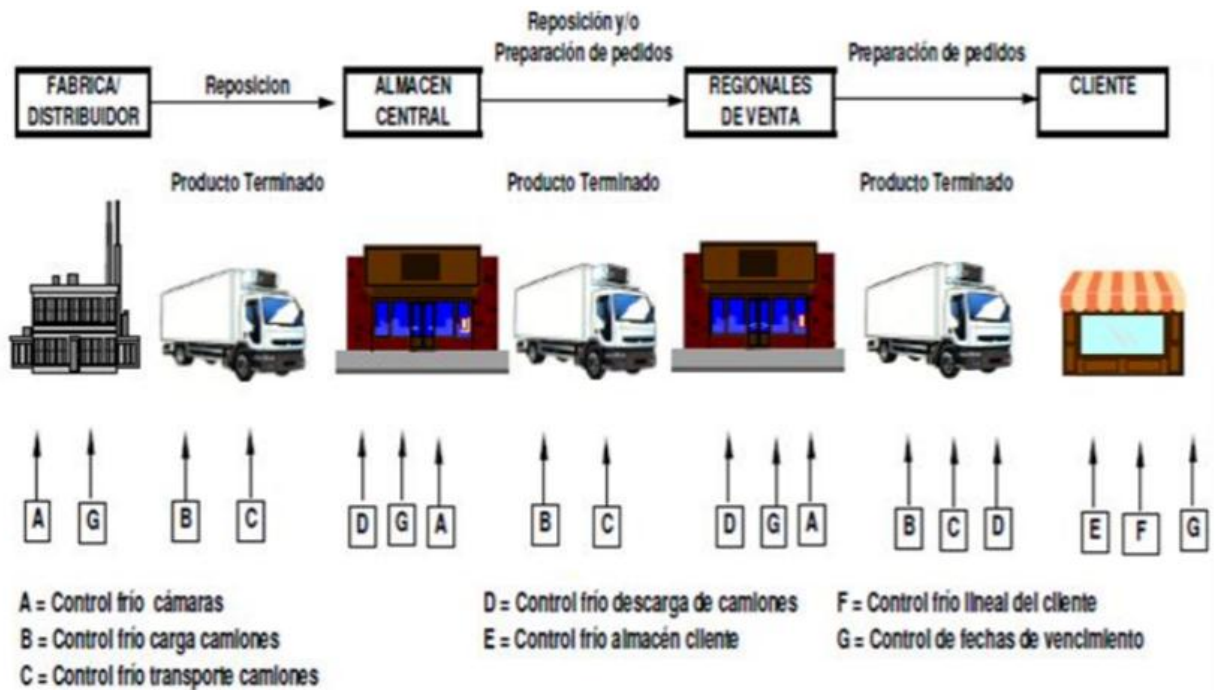 Reposición y/o
Preparación de pedidos
Preparación de pedidos
FABRICA/
DISTRIBUIDOR
Reposicion
ALMACEN
CENTRAL
REGIONALES
DE VENTA
CLIENTE
Producto Terminado
Producto Terminado
Producto Terminado
A
G
B
C
D
G
A
B
C
D
G
A
B
C
D
E
F
G
A = Control frío cámaras
B = Control frío carga camiones
C = Control frío transporte camiones
D = Control frío descarga de camiones
E = Control frío almacén cliente
F = Control frío lineal del cliente
G = Control de fechas de vencimiento